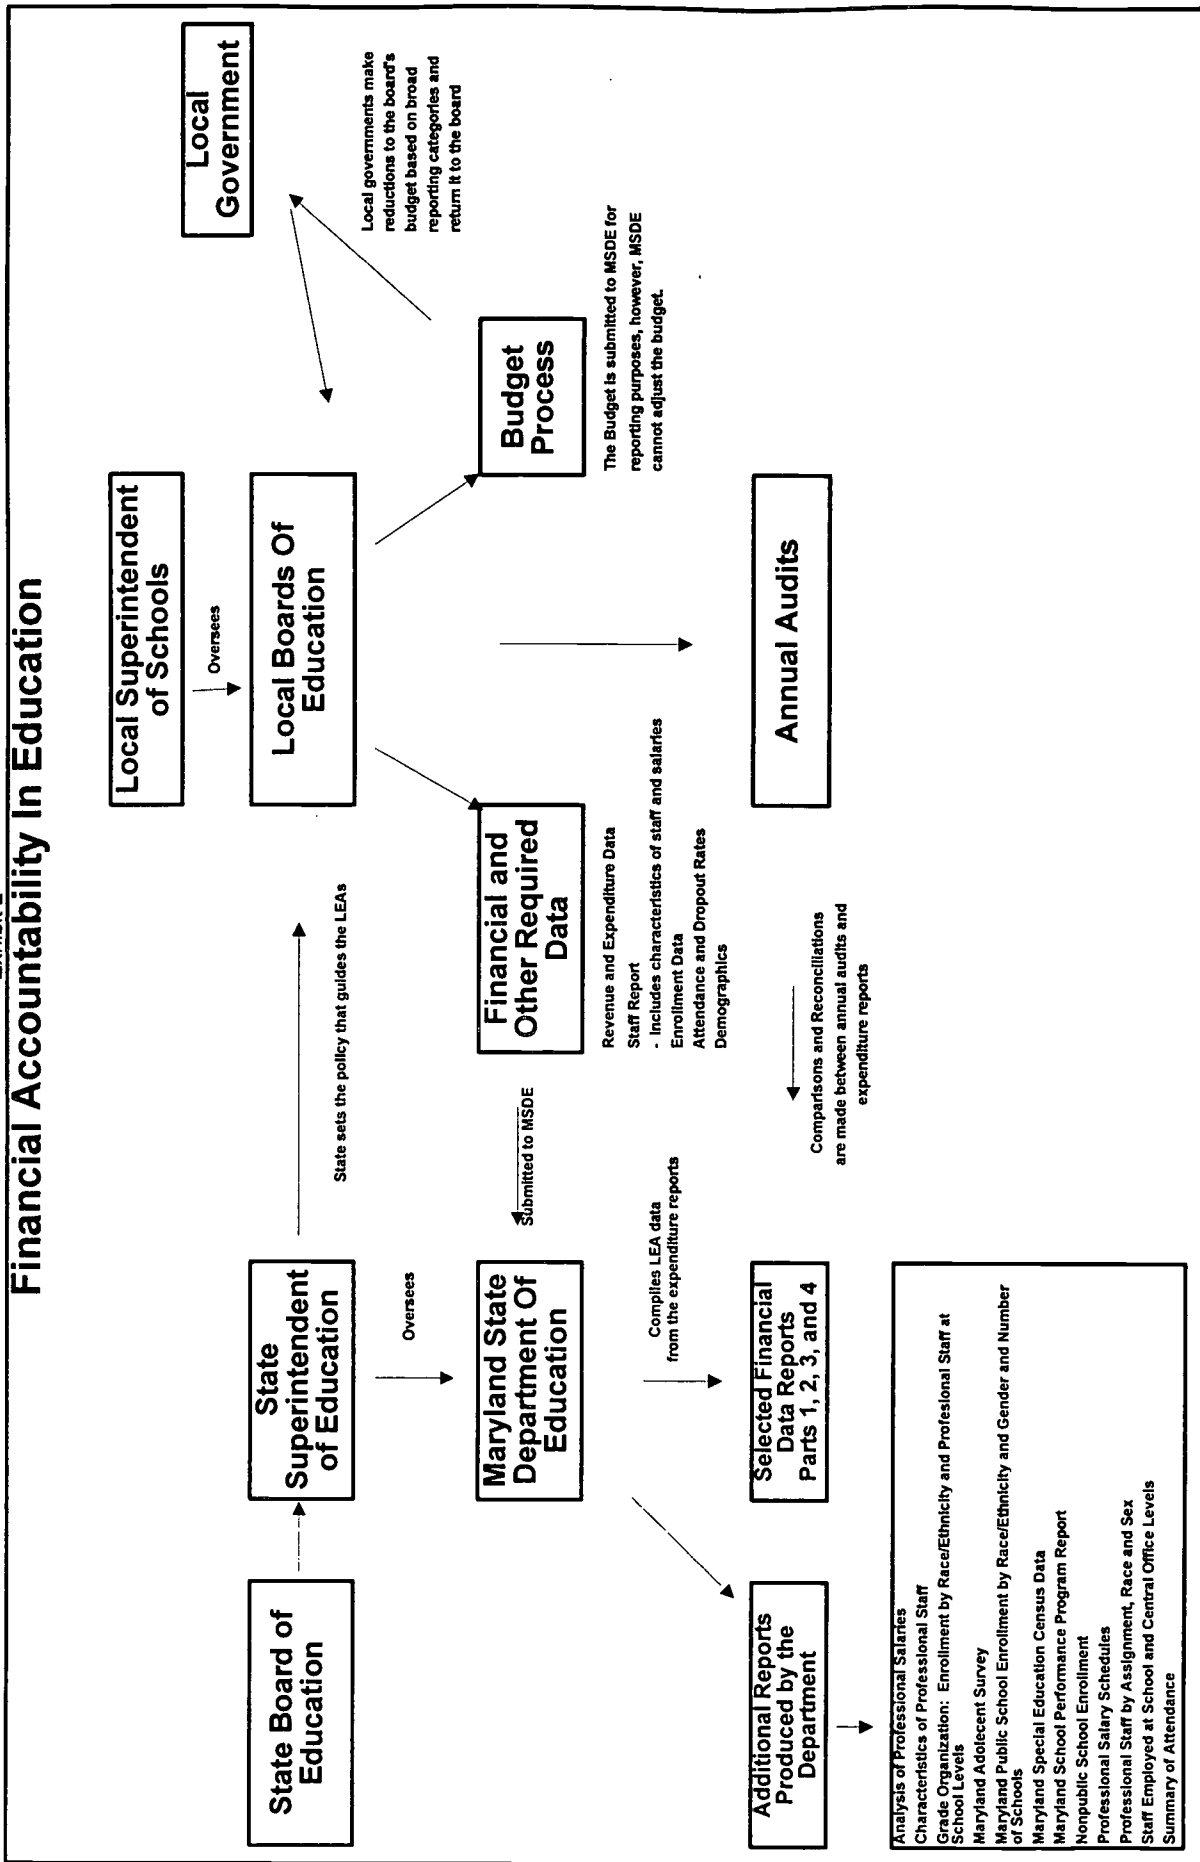 Financial Accountability In Education
Local
Government
Local governments make
reductions to the board's
budget based on broad
reporting categories and
return it to the board
Local Superintendent
of Schools
Oversees
Local Boards Of
Education
State sets the policy that guides the LEAs
State
Superintendent
of Education
State Board of
Education
Oversees
Budget
Process
The Budget is submitted to MSDE for
reporting purposes, however, MSDE
cannot adjust the budget.
Financial and
Other Required
Data
Revenue and Expenditure Data
Staff Report
- Includes characteristics of staff and salaries
Enrollment Data
Attendance and Dropout Rates
Demographics
Submitted to MSDE
Maryland State
Department Of
Education
Compiles LEA data
from the expenditure reports
Annual Audits
Comparisons and Reconciliations
are made between annual audits and
expenditure reports
Selected Financial
Data Reports
Parts 1, 2, 3, and 4
Additional Reports
Produced by the
Department
Analysis of Professional Salaries
Characteristics of Professional Staff
Grade Organization: Enrollment by Race/Ethnicity and Profesional Staff at
School Levels
Maryland Adolecent Survey
Maryland Public School Enrollment by Race/Ethnicity and Gender and Number
of Schools
Maryland Special Education Census Data
Maryland School Performance Program Report
Nonpublic School Enrollment
Professional Salary Schedules
Professional Staff by Assignment, Race and Sex
Staff Employed at School and Central Office Levels
Summary of Attendance